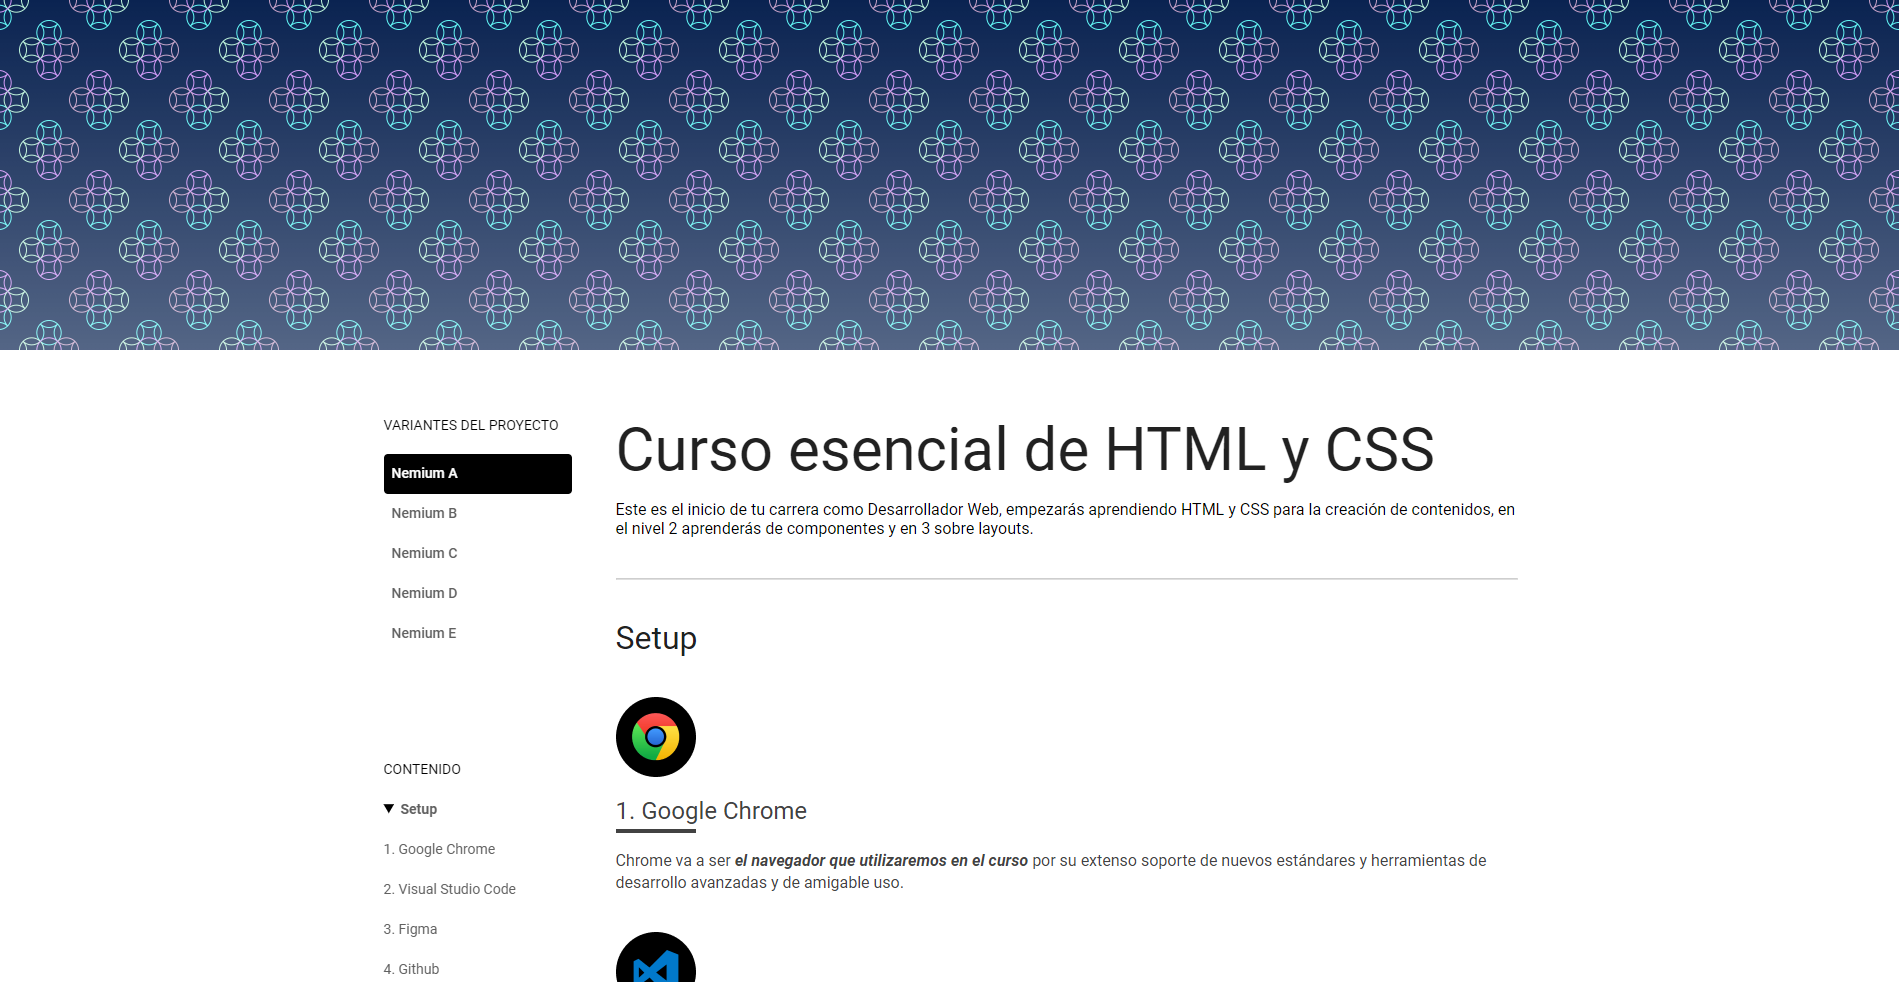 VARIANTES DEL PROYECTO
Nemium A
Nemium B
Nemium C
Nemium D
Nemium E
CONTENIDO
Setup
1. Google Chrome
2. Visual Studio Code
3. Figma
4. Github
Curso esencial de HTML y CSS
Este es el inicio de tu carrera como Desarrollador Web, empezarás aprendiendo HTML y CSS para la creación de contenidos, en
el nivel 2 aprenderás de componentes y en 3 sobre layouts.
Setup
1. Google Chrome
Chrome va a ser el navegador que utilizaremos en el curso por su extenso soporte de nuevos estándares y herramientas de
desarrollo avanzadas y de amigable uso.